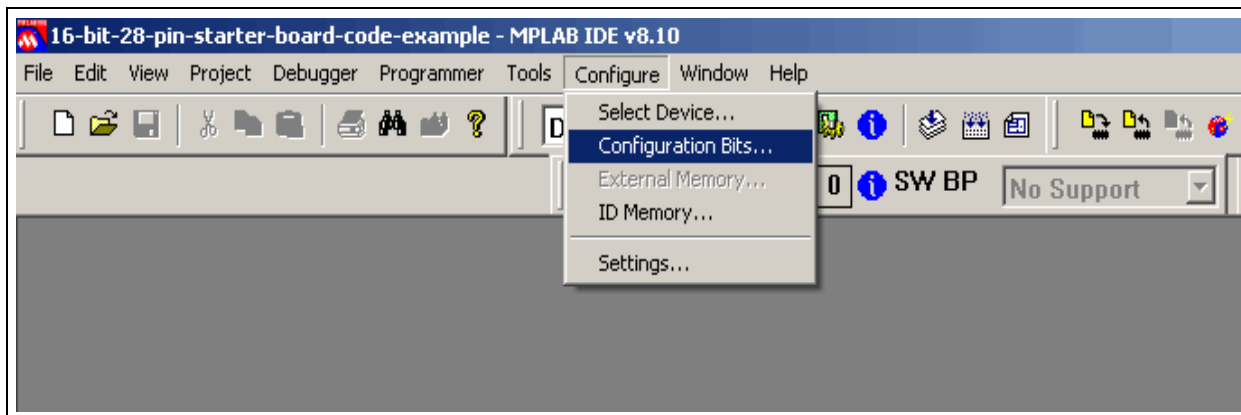 16-bit-28-pin-starter-board-code-example - MPLAB IDE v8.10
File Edit View Project Debugger Programmer Tools Configure Window Help
Select Device...
Configuration Bits...
External Memory...
ID Memory...
Settings...
D
0 SW BP No Support